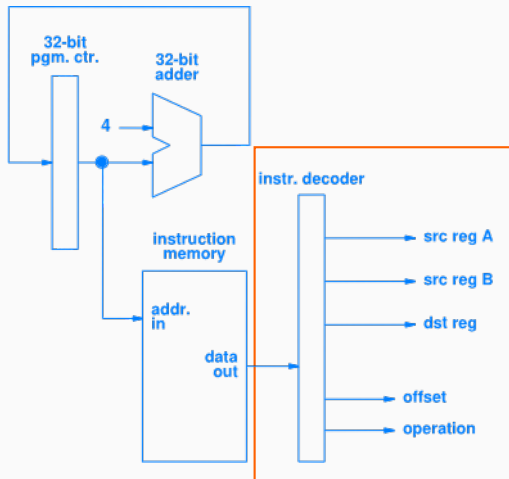 32-bit
pgm. ctr.
32-bit
adder
4
instr. decoder
src reg A
instruction
memory
src reg B
addr.
in
dst reg
data
out
offset
operation